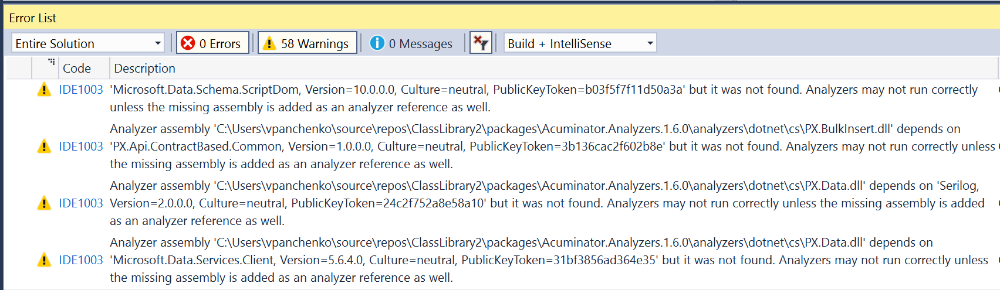 Error List
Entire Solution
0 Errors
58 Warnings
0 Messages
Build + IntelliSense
Code
Description
IDE1003
'Microsoft.Data.Schema.ScriptDom, Version=10.0.0.0, Culture=neutral, PublicKeyToken=b03f5f7f11d50a3a' but it was not found. Analyzers may not run correctly
unless the missing assembly is added as an analyzer reference as well.
Analyzer assembly 'C:\Users\vpanchenko\source\repos\ClassLibrary2\packages\Acuminator.Analyzers.1.6.0\analyzers\dotnet\cs\PX.BulkInsert.dll' depends on
IDE1003
'PX.Api.ContractBased.Common, Version=1.0.0.0, Culture=neutral, PublicKeyToken=3b136cac2f602b8e' but it was not found. Analyzers may not run correctly unless
the missing assembly is added as an analyzer reference as well.
Analyzer assembly 'C:\Users\vpanchenko\source\repos\ClassLibrary2\packages\Acuminator.Analyzers.1.6.0\analyzers\dotnet\cs\PX.Data.dll' depends on 'Serilog,
IDE1003
Version=2.0.0.0, Culture=neutral, PublicKeyToken=24c2f752a8e58a10' but it was not found. Analyzers may not run correctly unless the missing assembly is added
as an analyzer reference as well.
Analyzer assembly 'C:\Users\vpanchenko\source\repos\ClassLibrary2\packages\Acuminator.Analyzers.1.6.0\analyzers\dotnet\cs\PX.Data.dll' depends on
IDE1003
'Microsoft.Data.Services.Client, Version=5.6.4.0, Culture=neutral, PublicKeyToken=31bf3856ad364e35' but it was not found. Analyzers may not run correctly unless
the missing assembly is added as an analyzer reference as well.